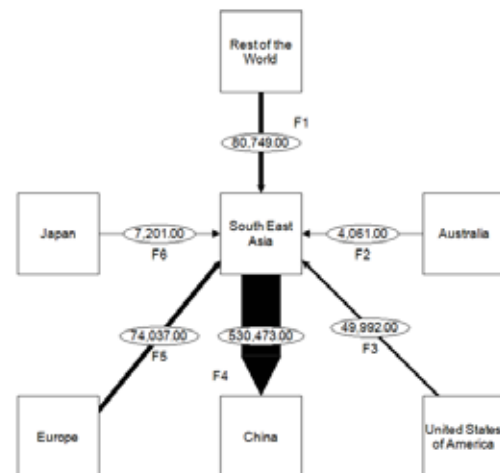 Rest of the
World
F1
80,749.00
Japan
7,201.00
F6
South East
Asia
4,061.00
F2
Australia
74,037.00
F5
530,473.00
F4
49,992.00
F3
Europe
China
United States
of America